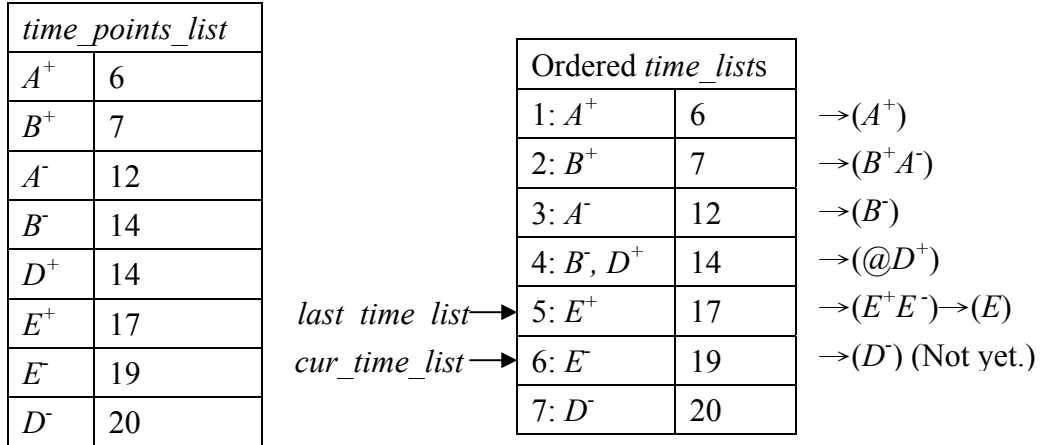 time_points_list
A⁺ 6
B⁺ 7
A⁻ 12
B⁻ 14
D⁺ 14
E⁺ 17
E⁻ 19
D⁻ 20
Ordered time_lists
1: A⁺ 6 →(A⁺)
2: B⁺ 7 →(B⁺A⁻)
3: A⁻ 12 →(B⁻)
4: B⁻, D⁺ 14 →(@D⁺)
last time list → 5: E⁺ 17 →(E⁺E⁻)→(E)
cur_time_list → 6: E⁻ 19 →(D⁻) (Not yet.)
7: D⁻ 20